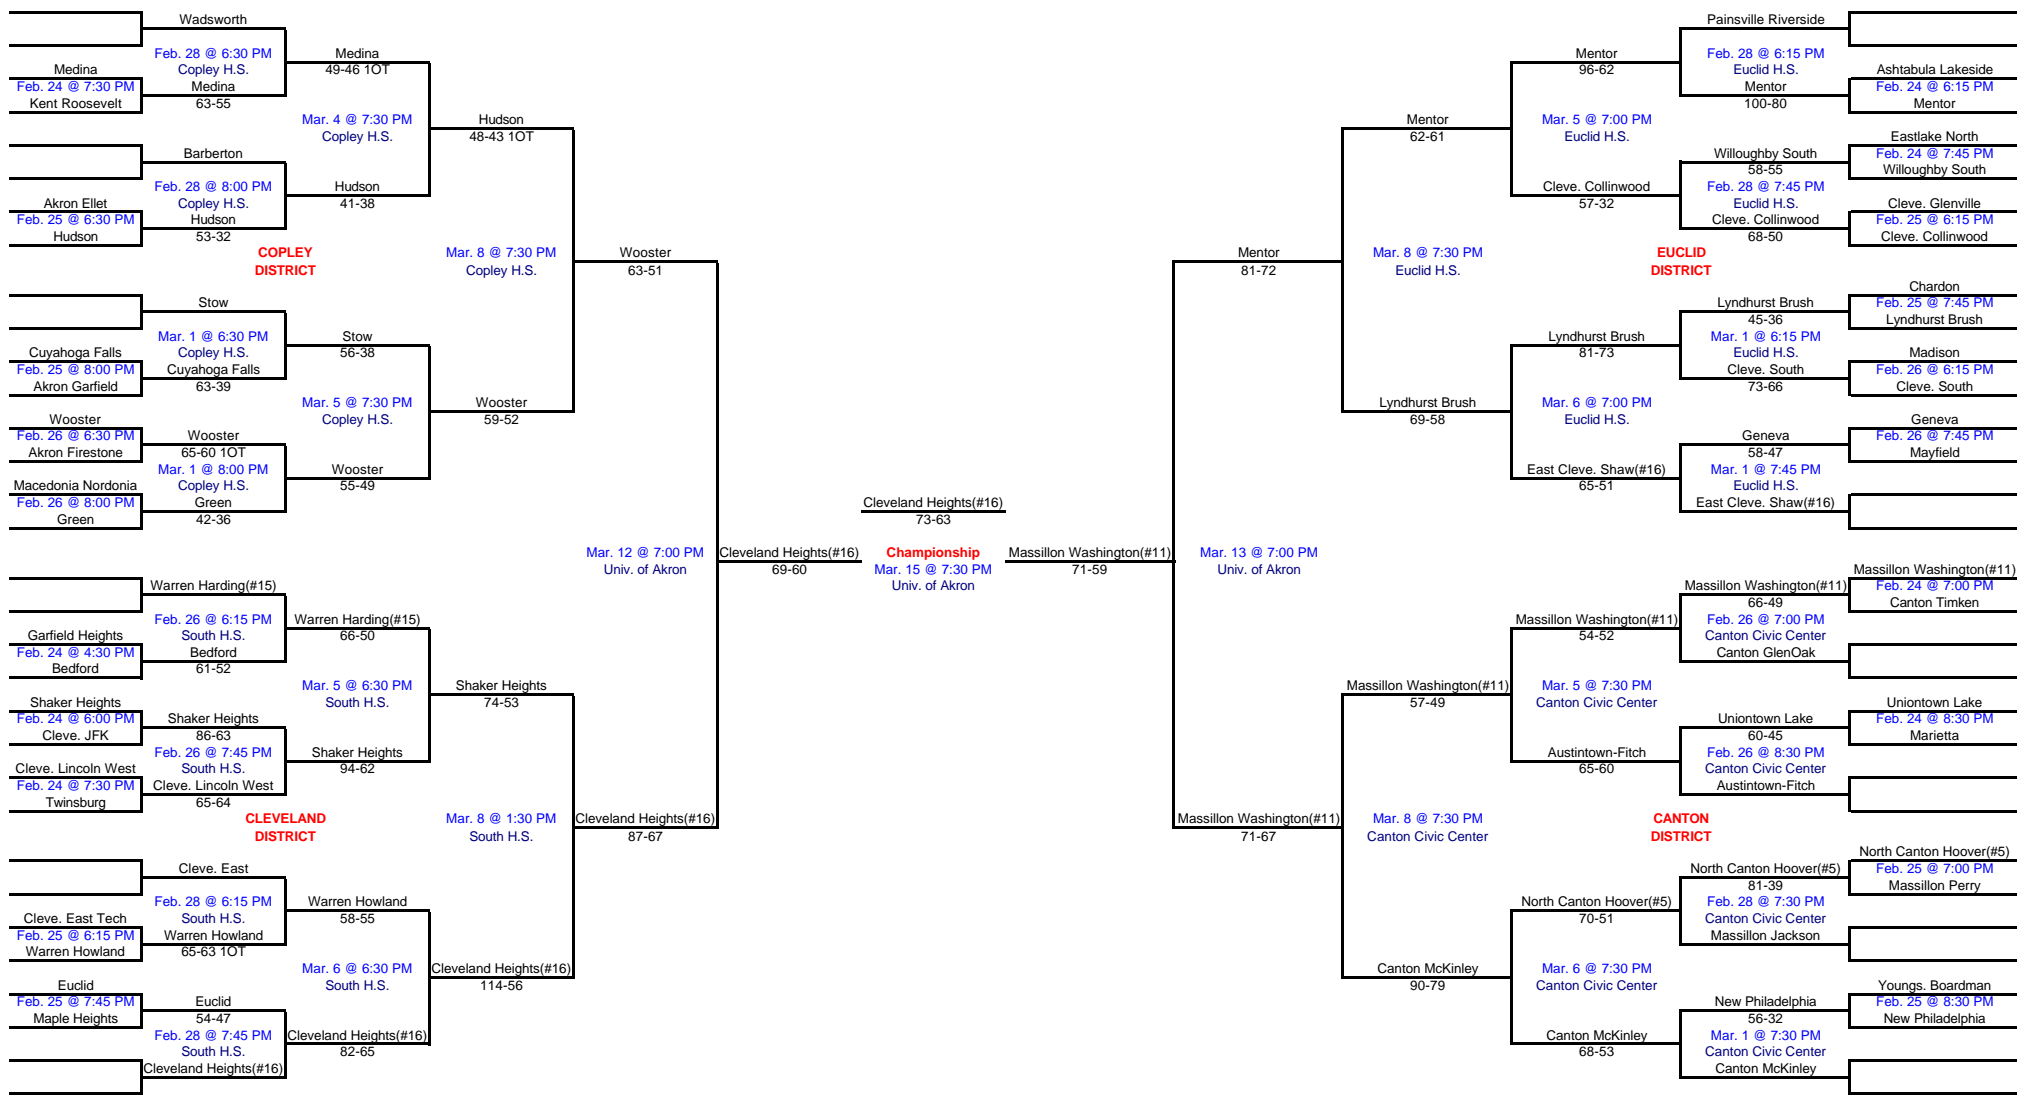 Wadsworth
Feb. 28 @ 6:30 PM
Copley H.S.
Medina
49-46 1OT
Medina
Feb. 24 @ 7:30 PM
Kent Roosevelt
Medina
63-55
Mar. 4 @ 7:30 PM
Copley H.S.
Hudson
48-43 1OT
Barberton
Feb. 28 @ 8:00 PM
Copley H.S.
Hudson
41-38
Akron Ellet
Feb. 25 @ 6:30 PM
Hudson
Hudson
53-32
COPLEY
DISTRICT
Mar. 8 @ 7:30 PM
Copley H.S.
Wooster
63-51
Stow
Mar. 1 @ 6:30 PM
Copley H.S.
Stow
56-38
Cuyahoga Falls
Feb. 25 @ 8:00 PM
Akron Garfield
Cuyahoga Falls
63-39
Mar. 5 @ 7:30 PM
Copley H.S.
Wooster
59-52
Wooster
Feb. 26 @ 6:30 PM
Akron Firestone
Wooster
65-60 1OT
Mar. 1 @ 8:00 PM
Copley H.S.
Wooster
55-49
Macedonia Nordonia
Feb. 26 @ 8:00 PM
Green
Green
42-36
Mar. 12 @ 7:00 PM
Univ. of Akron
Cleveland Heights(#16)
69-60
Warren Harding(#15)
Feb. 26 @ 6:15 PM
South H.S.
Warren Harding(#15)
66-50
Garfield Heights
Feb. 24 @ 4:30 PM
Bedford
Bedford
61-52
Mar. 5 @ 6:30 PM
South H.S.
Shaker Heights
74-53
Shaker Heights
Feb. 24 @ 6:00 PM
Cleve. JFK
Shaker Heights
86-63
Feb. 26 @ 7:45 PM
South H.S.
Shaker Heights
94-62
Cleve. Lincoln West
Feb. 24 @ 7:30 PM
Twinsburg
Cleve. Lincoln West
65-64
CLEVELAND
DISTRICT
Mar. 8 @ 1:30 PM
South H.S.
Cleveland Heights(#16)
87-67
Cleve. East
Feb. 28 @ 6:15 PM
South H.S.
Warren Howland
58-55
Cleve. East Tech
Feb. 25 @ 6:15 PM
Warren Howland
Warren Howland
65-63 1OT
Mar. 6 @ 6:30 PM
South H.S.
Cleveland Heights(#16)
114-56
Euclid
Feb. 25 @ 7:45 PM
Maple Heights
Euclid
54-47
Feb. 28 @ 7:45 PM
South H.S.
Cleveland Heights(#16)
82-65
Cleveland Heights(#16)
Cleveland Heights(#16)
73-63
Championship
Mar. 15 @ 7:30 PM
Univ. of Akron
Massillon Washington(#11)
71-59
Mar. 13 @ 7:00 PM
Univ. of Akron
Painsville Riverside
Mentor
96-62
Feb. 28 @ 6:15 PM
Euclid H.S.
Ashtabula Lakeside
Feb. 24 @ 6:15 PM
Mentor
Mentor
100-80
Mentor
62-61
Mar. 5 @ 7:00 PM
Euclid H.S.
Eastlake North
Feb. 24 @ 7:45 PM
Willoughby South
Willoughby South
58-55
Cleve. Collinwood
57-32
Feb. 28 @ 7:45 PM
Euclid H.S.
Cleve. Glenville
Feb. 25 @ 6:15 PM
Cleve. Collinwood
Cleve. Collinwood
68-50
Mentor
81-72
Mar. 8 @ 7:30 PM
Euclid H.S.
EUCLID
DISTRICT
Chardon
Feb. 25 @ 7:45 PM
Lyndhurst Brush
Lyndhurst Brush
45-36
Lyndhurst Brush
81-73
Mar. 1 @ 6:15 PM
Euclid H.S.
Madison
Feb. 26 @ 6:15 PM
Cleve. South
Cleve. South
73-66
Lyndhurst Brush
69-58
Mar. 6 @ 7:00 PM
Euclid H.S.
Geneva
Feb. 26 @ 7:45 PM
Mayfield
Geneva
58-47
East Cleve. Shaw(#16)
65-51
Mar. 1 @ 7:45 PM
Euclid H.S.
East Cleve. Shaw(#16)
Massillon Washington(#11)
Feb. 24 @ 7:00 PM
Canton Timken
Massillon Washington(#11)
66-49
Massillon Washington(#11)
54-52
Feb. 26 @ 7:00 PM
Canton Civic Center
Canton GlenOak
Massillon Washington(#11)
57-49
Mar. 5 @ 7:30 PM
Canton Civic Center
Uniontown Lake
Feb. 24 @ 8:30 PM
Marietta
Uniontown Lake
60-45
Austintown-Fitch
65-60
Feb. 26 @ 8:30 PM
Canton Civic Center
Austintown-Fitch
Massillon Washington(#11)
71-67
Mar. 8 @ 7:30 PM
Canton Civic Center
CANTON
DISTRICT
North Canton Hoover(#5)
Feb. 25 @ 7:00 PM
Massillon Perry
North Canton Hoover(#5)
81-39
North Canton Hoover(#5)
70-51
Feb. 28 @ 7:30 PM
Canton Civic Center
Massillon Jackson
Canton McKinley
90-79
Mar. 6 @ 7:30 PM
Canton Civic Center
Youngs. Boardman
Feb. 25 @ 8:30 PM
New Philadelphia
New Philadelphia
56-32
Canton McKinley
68-53
Mar. 1 @ 7:30 PM
Canton Civic Center
Canton McKinley